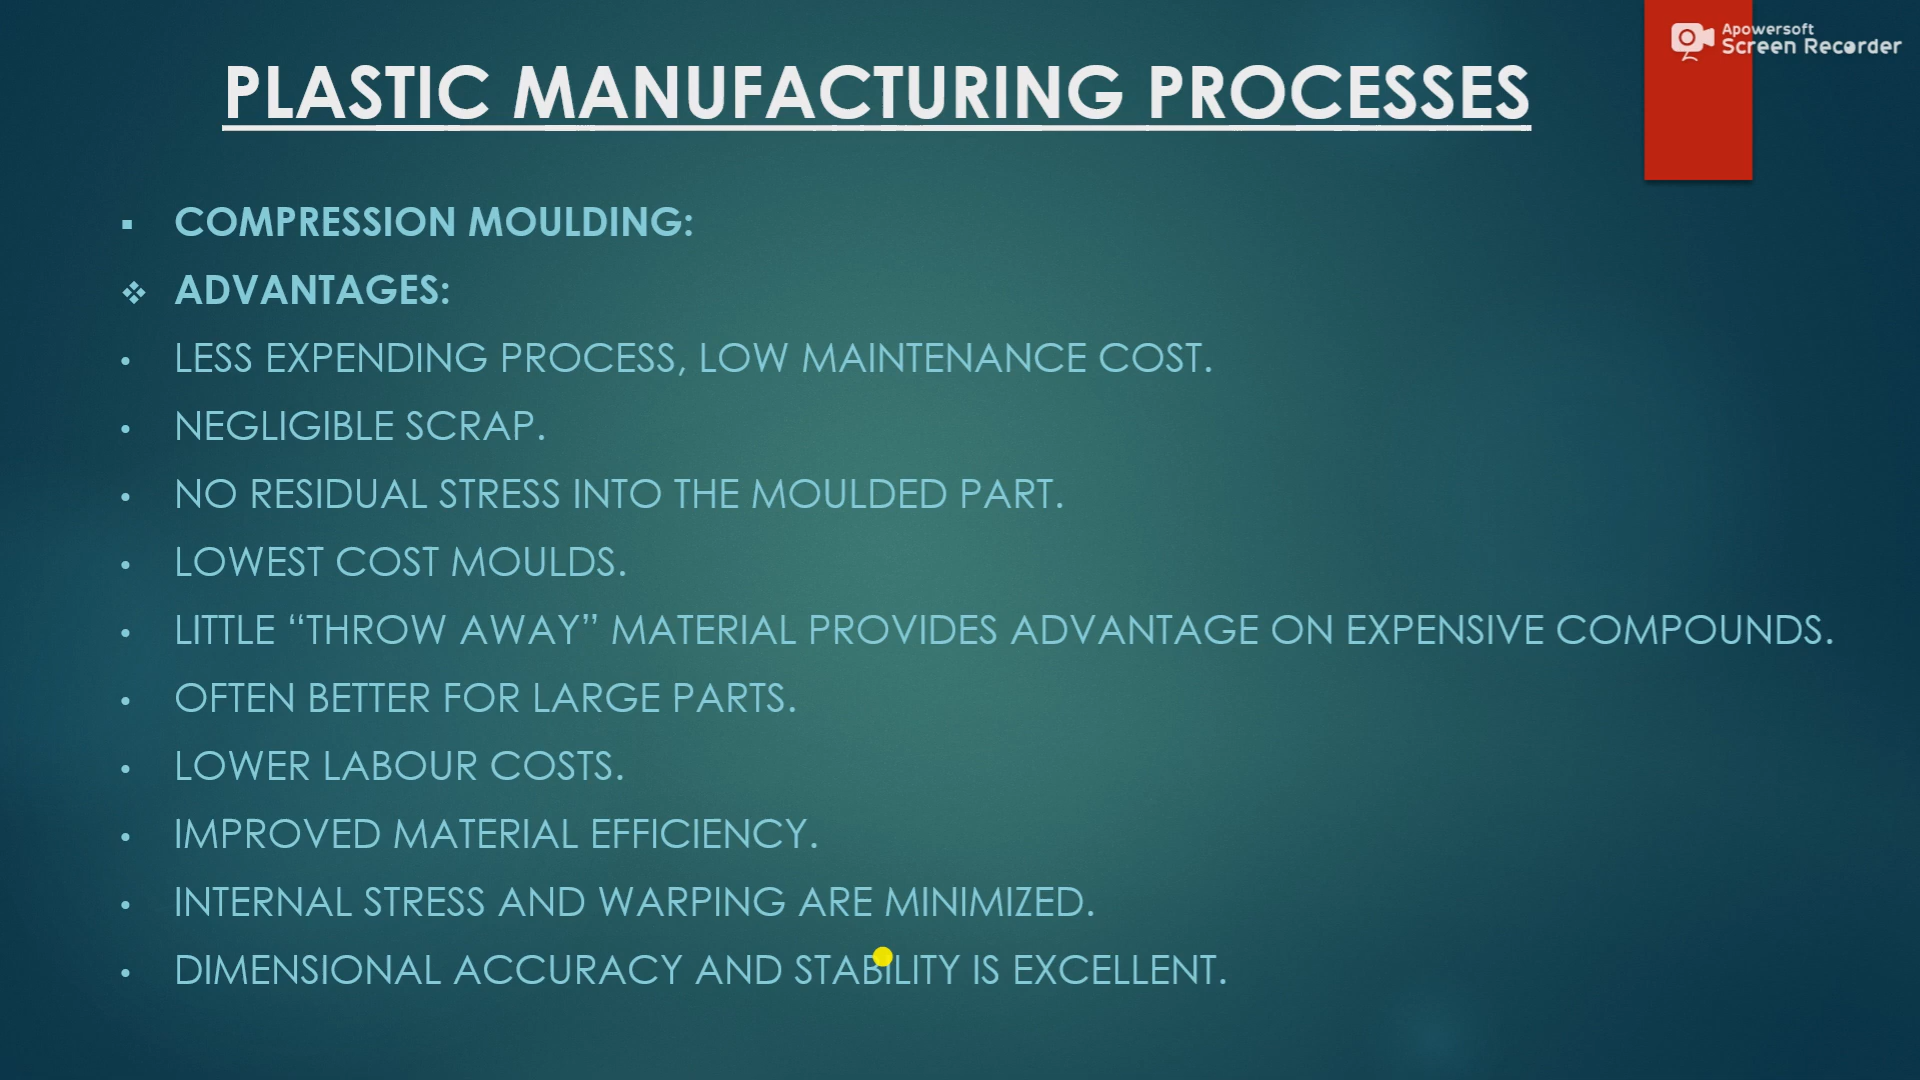 Apowersoft
Screen Recorder
PLASTIC MANUFACTURING PROCESSES
▪ COMPRESSION MOULDING:
❖ ADVANTAGES:
• LESS EXPENDING PROCESS, LOW MAINTENANCE COST.
• NEGLIGIBLE SCRAP.
• NO RESIDUAL STRESS INTO THE MOULDED PART.
• LOWEST COST MOULDS.
• LITTLE “THROW AWAY” MATERIAL PROVIDES ADVANTAGE ON EXPENSIVE COMPOUNDS.
• OFTEN BETTER FOR LARGE PARTS.
• LOWER LABOUR COSTS.
• IMPROVED MATERIAL EFFICIENCY.
• INTERNAL STRESS AND WARPING ARE MINIMIZED.
• DIMENSIONAL ACCURACY AND STABILITY IS EXCELLENT.